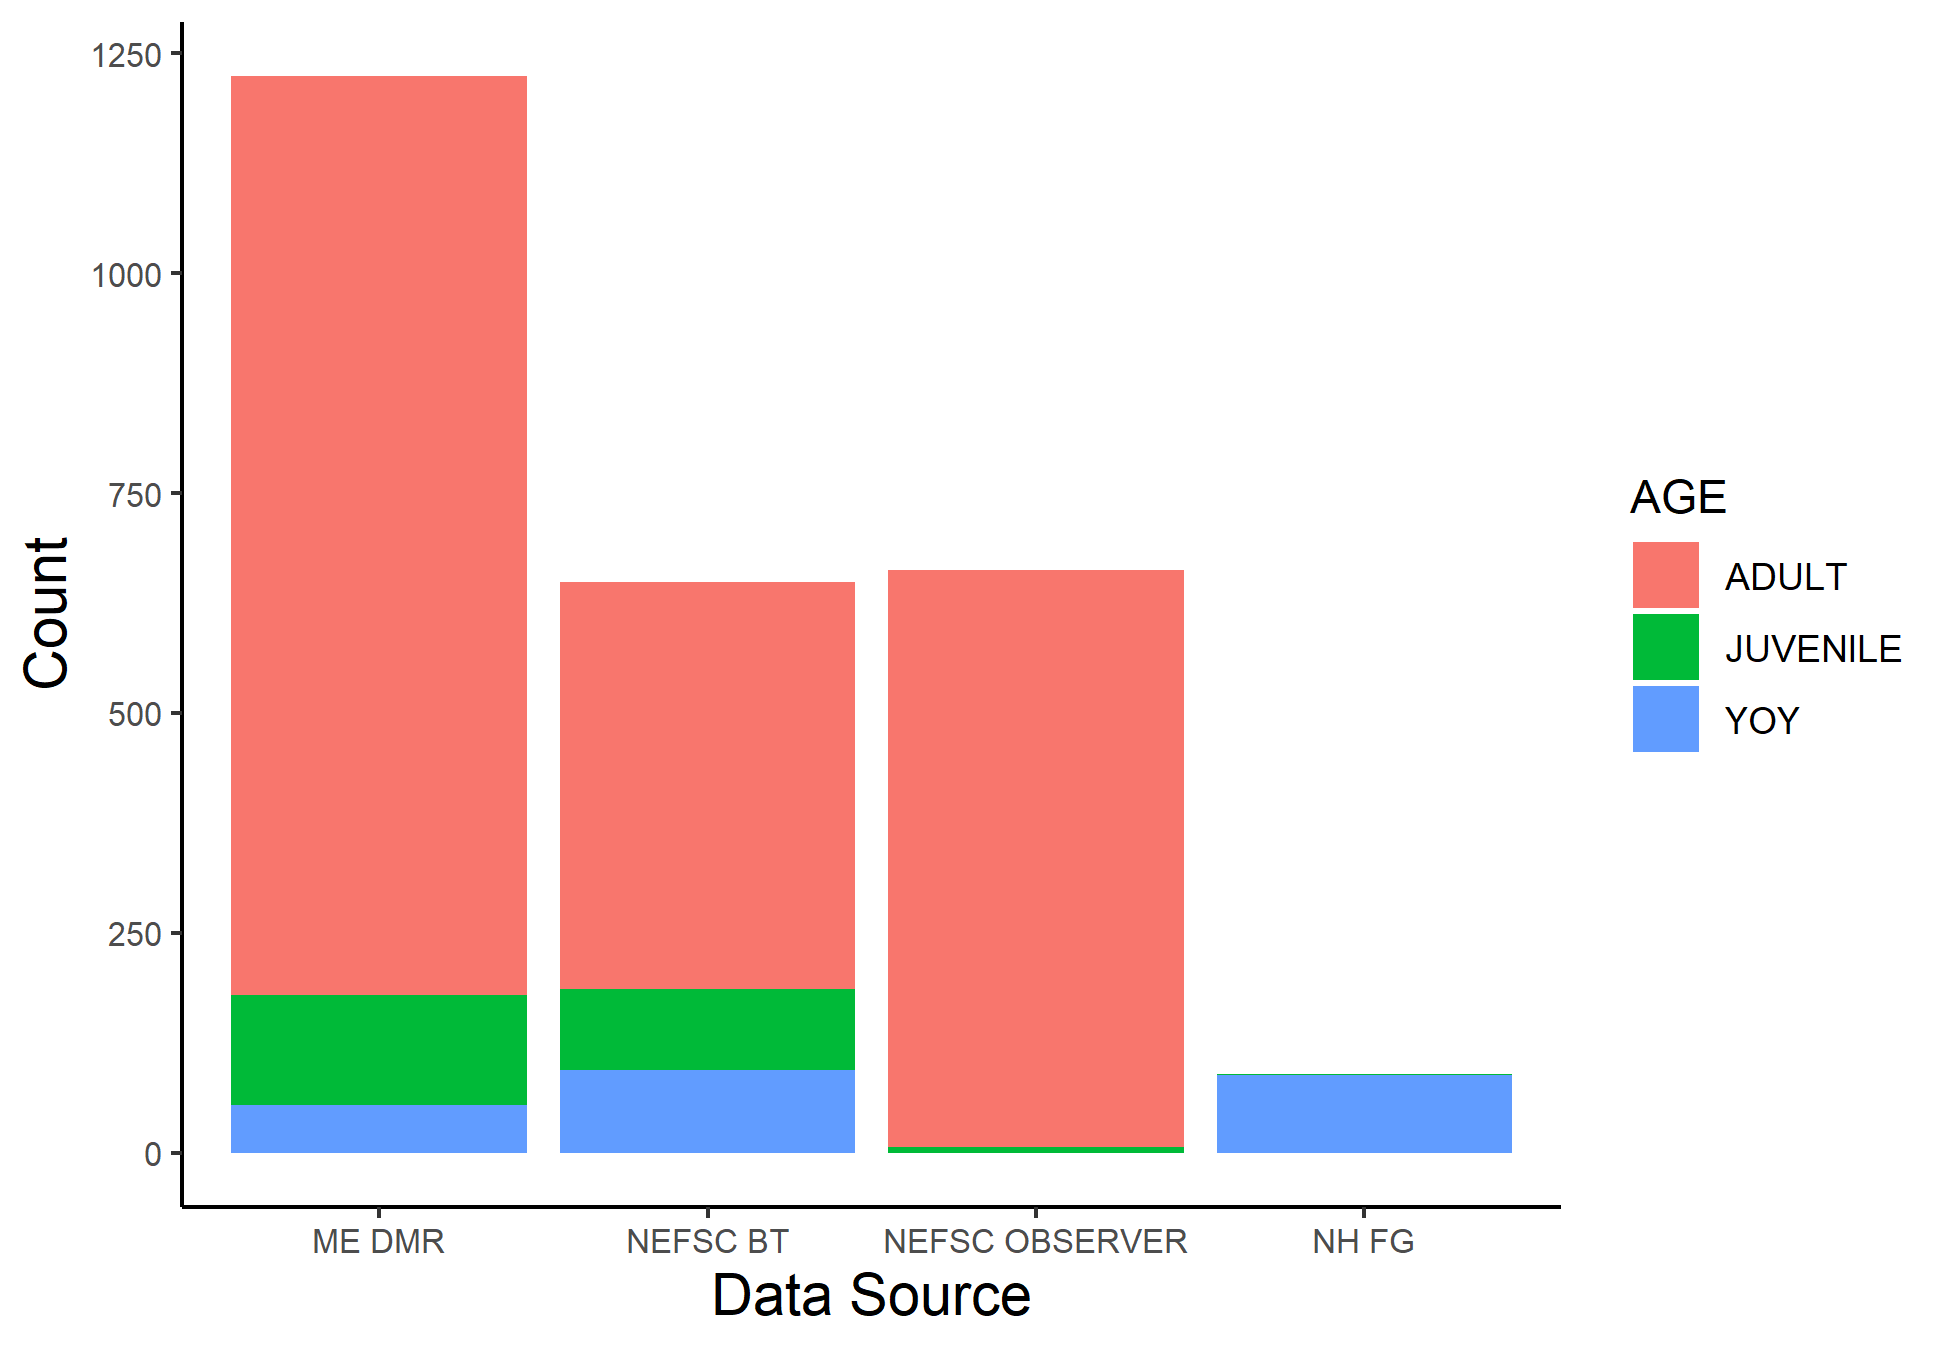 1250
1000
750
500
250
0
Count
ME DMR
NEFSC BT
NEFSC OBSERVER
NH FG
Data Source
AGE
ADULT
JUVENILE
YOY